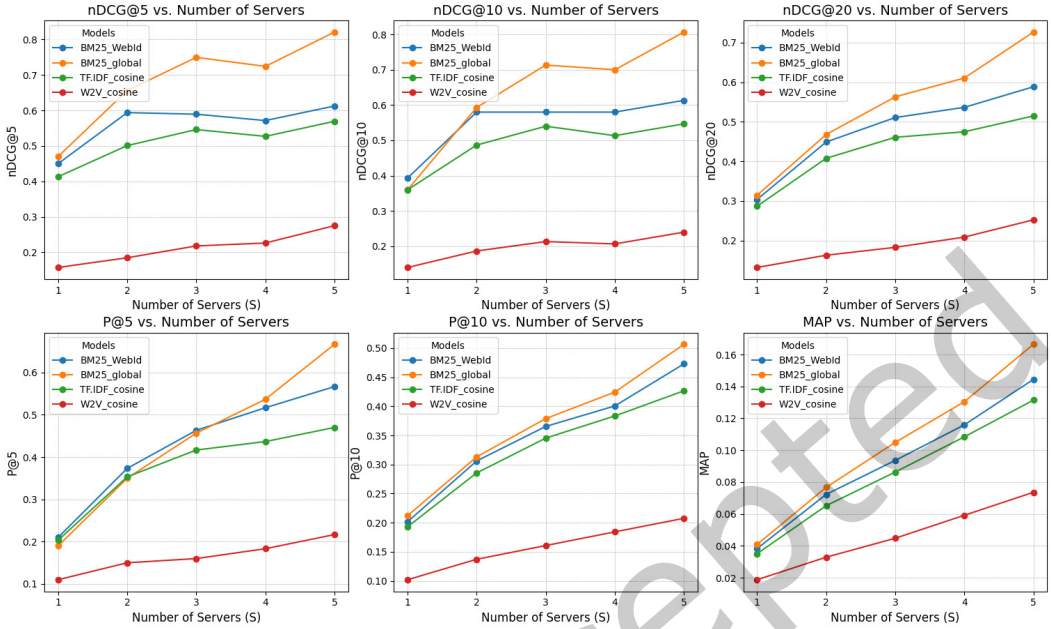 nDCG@5 vs. Number of Servers
nDCG@5
0.8
0.7
0.6
0.5
0.4
0.3
0.2
Models
BM25_WebId
BM25_global
TF.IDF_cosine
W2V_cosine
1 2 3 4 5
Number of Servers (S)
nDCG@10 vs. Number of Servers
nDCG@10
0.8
0.7
0.6
0.5
0.4
0.3
0.2
Models
BM25_WebId
BM25_global
TF.IDF_cosine
W2V_cosine
1 2 3 4 5
Number of Servers (S)
nDCG@20 vs. Number of Servers
nDCG@20
0.7
0.6
0.5
0.4
0.3
0.2
Models
BM25_WebId
BM25_global
TF.IDF_cosine
W2V_cosine
1 2 3 4 5
Number of Servers (S)
P@5 vs. Number of Servers
P@5
0.6
0.5
0.4
0.3
0.2
0.1
Models
BM25_WebId
BM25_global
TF.IDF_cosine
W2V_cosine
1 2 3 4 5
Number of Servers (S)
P@10 vs. Number of Servers
P@10
0.50
0.45
0.40
0.35
0.30
0.25
0.20
0.15
0.10
Models
BM25_WebId
BM25_global
TF.IDF_cosine
W2V_cosine
1 2 3 4 5
Number of Servers (S)
MAP vs. Number of Servers
MAP
0.16
0.14
0.12
0.10
0.08
0.06
0.04
0.02
Models
BM25_WebId
BM25_global
TF.IDF_cosine
W2V_cosine
1 2 3 4 5
Number of Servers (S)
epted